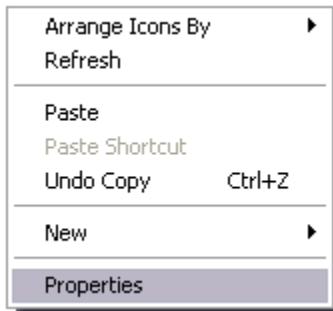 Arrange Icons By
Refresh
Paste
Paste Shortcut
Undo Copy Ctrl+Z
New
Properties